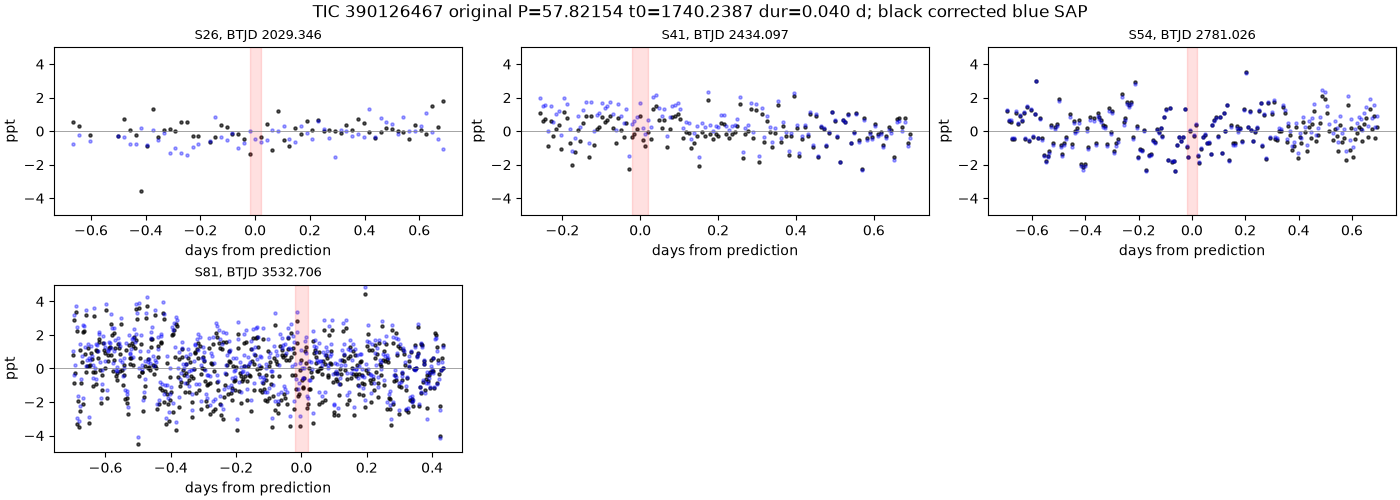 TIC 390126467 original P=57.82154 t0=1740.2387 dur=0.040 d; black corrected blue SAP
S26, BTJD 2029.346
S41, BTJD 2434.097
S54, BTJD 2781.026
4
2
0
−2
−4
ppt
−0.6 −0.4 −0.2 0.0 0.2 0.4 0.6
days from prediction
4
2
0
−2
−4
ppt
−0.2 0.0 0.2 0.4 0.6
days from prediction
4
2
0
−2
−4
ppt
−0.6 −0.4 −0.2 0.0 0.2 0.4 0.6
days from prediction
S81, BTJD 3532.706
4
2
0
−2
−4
ppt
−0.6 −0.4 −0.2 0.0 0.2 0.4
days from prediction